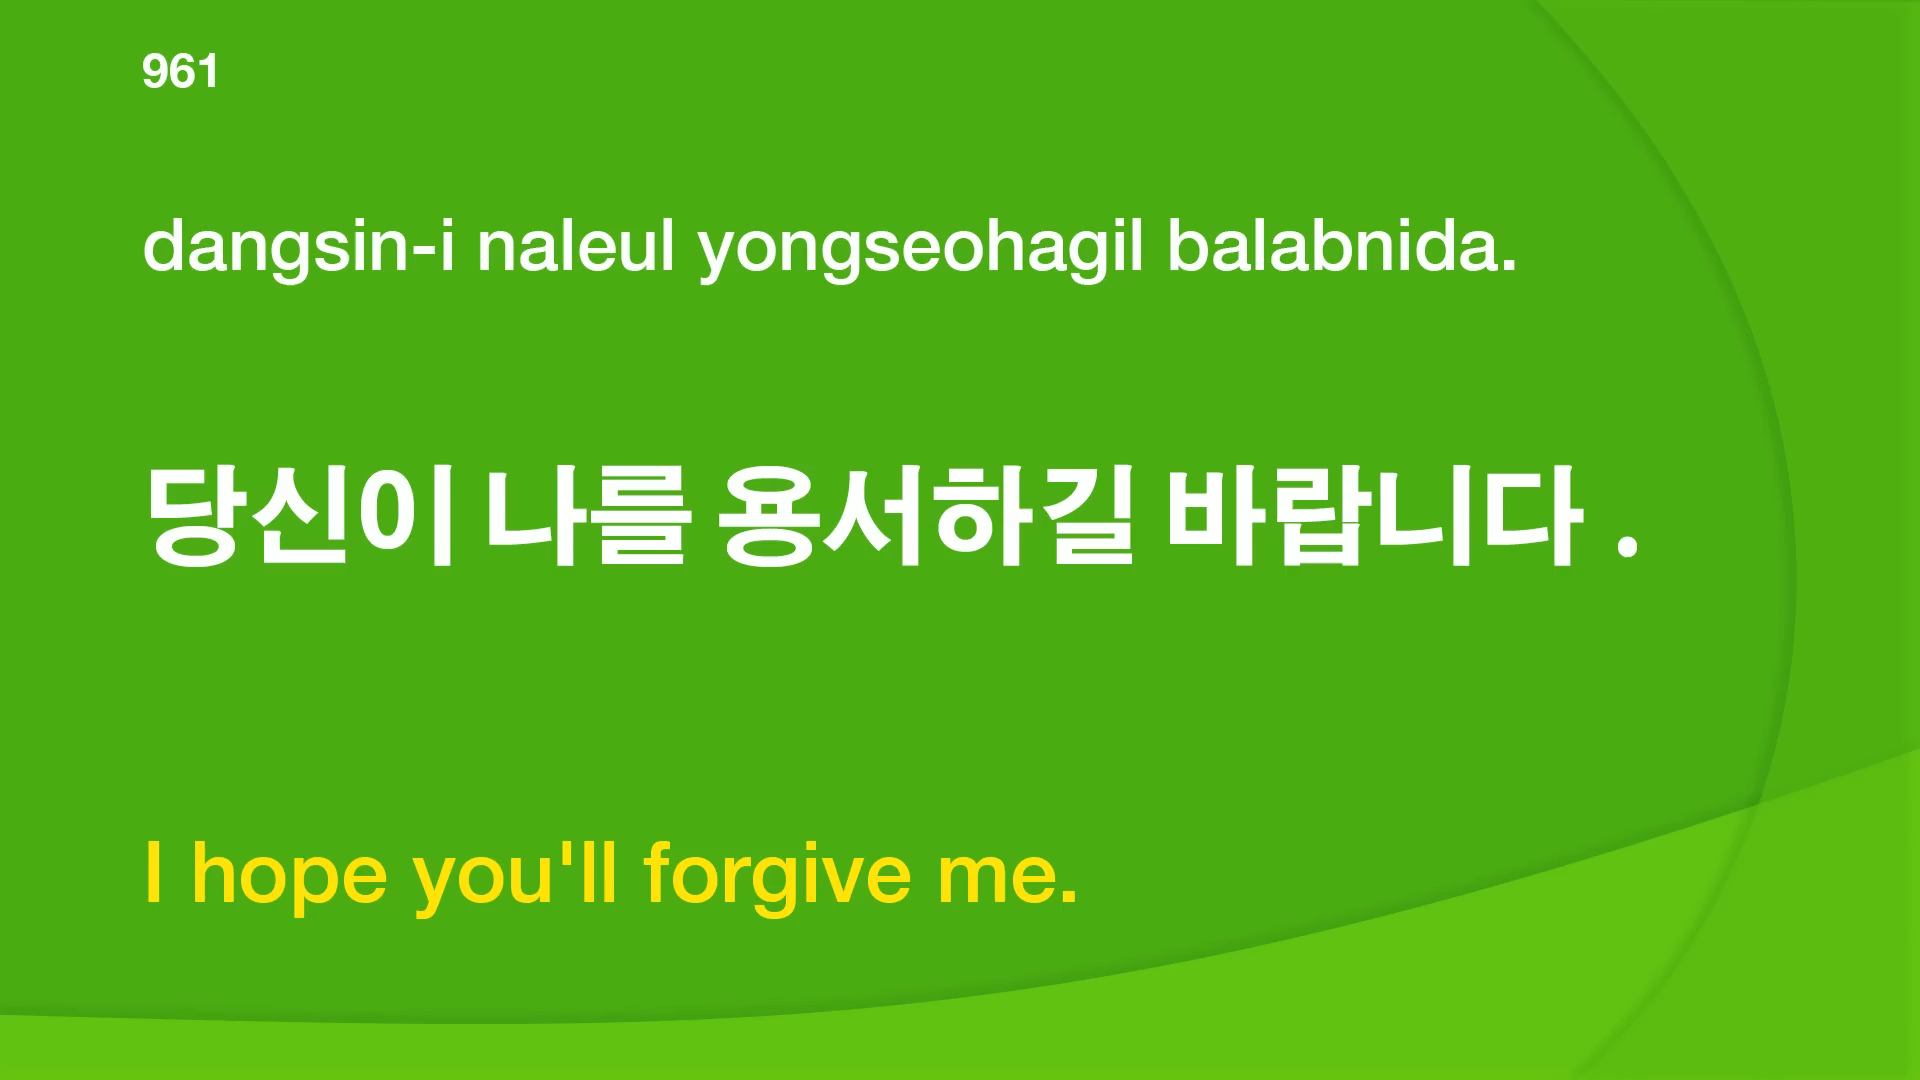 961
dangsin-i naleul yongseohagil balabnida.
당신이 나를 용서하길 바랍니다 .
I hope you'll forgive me.